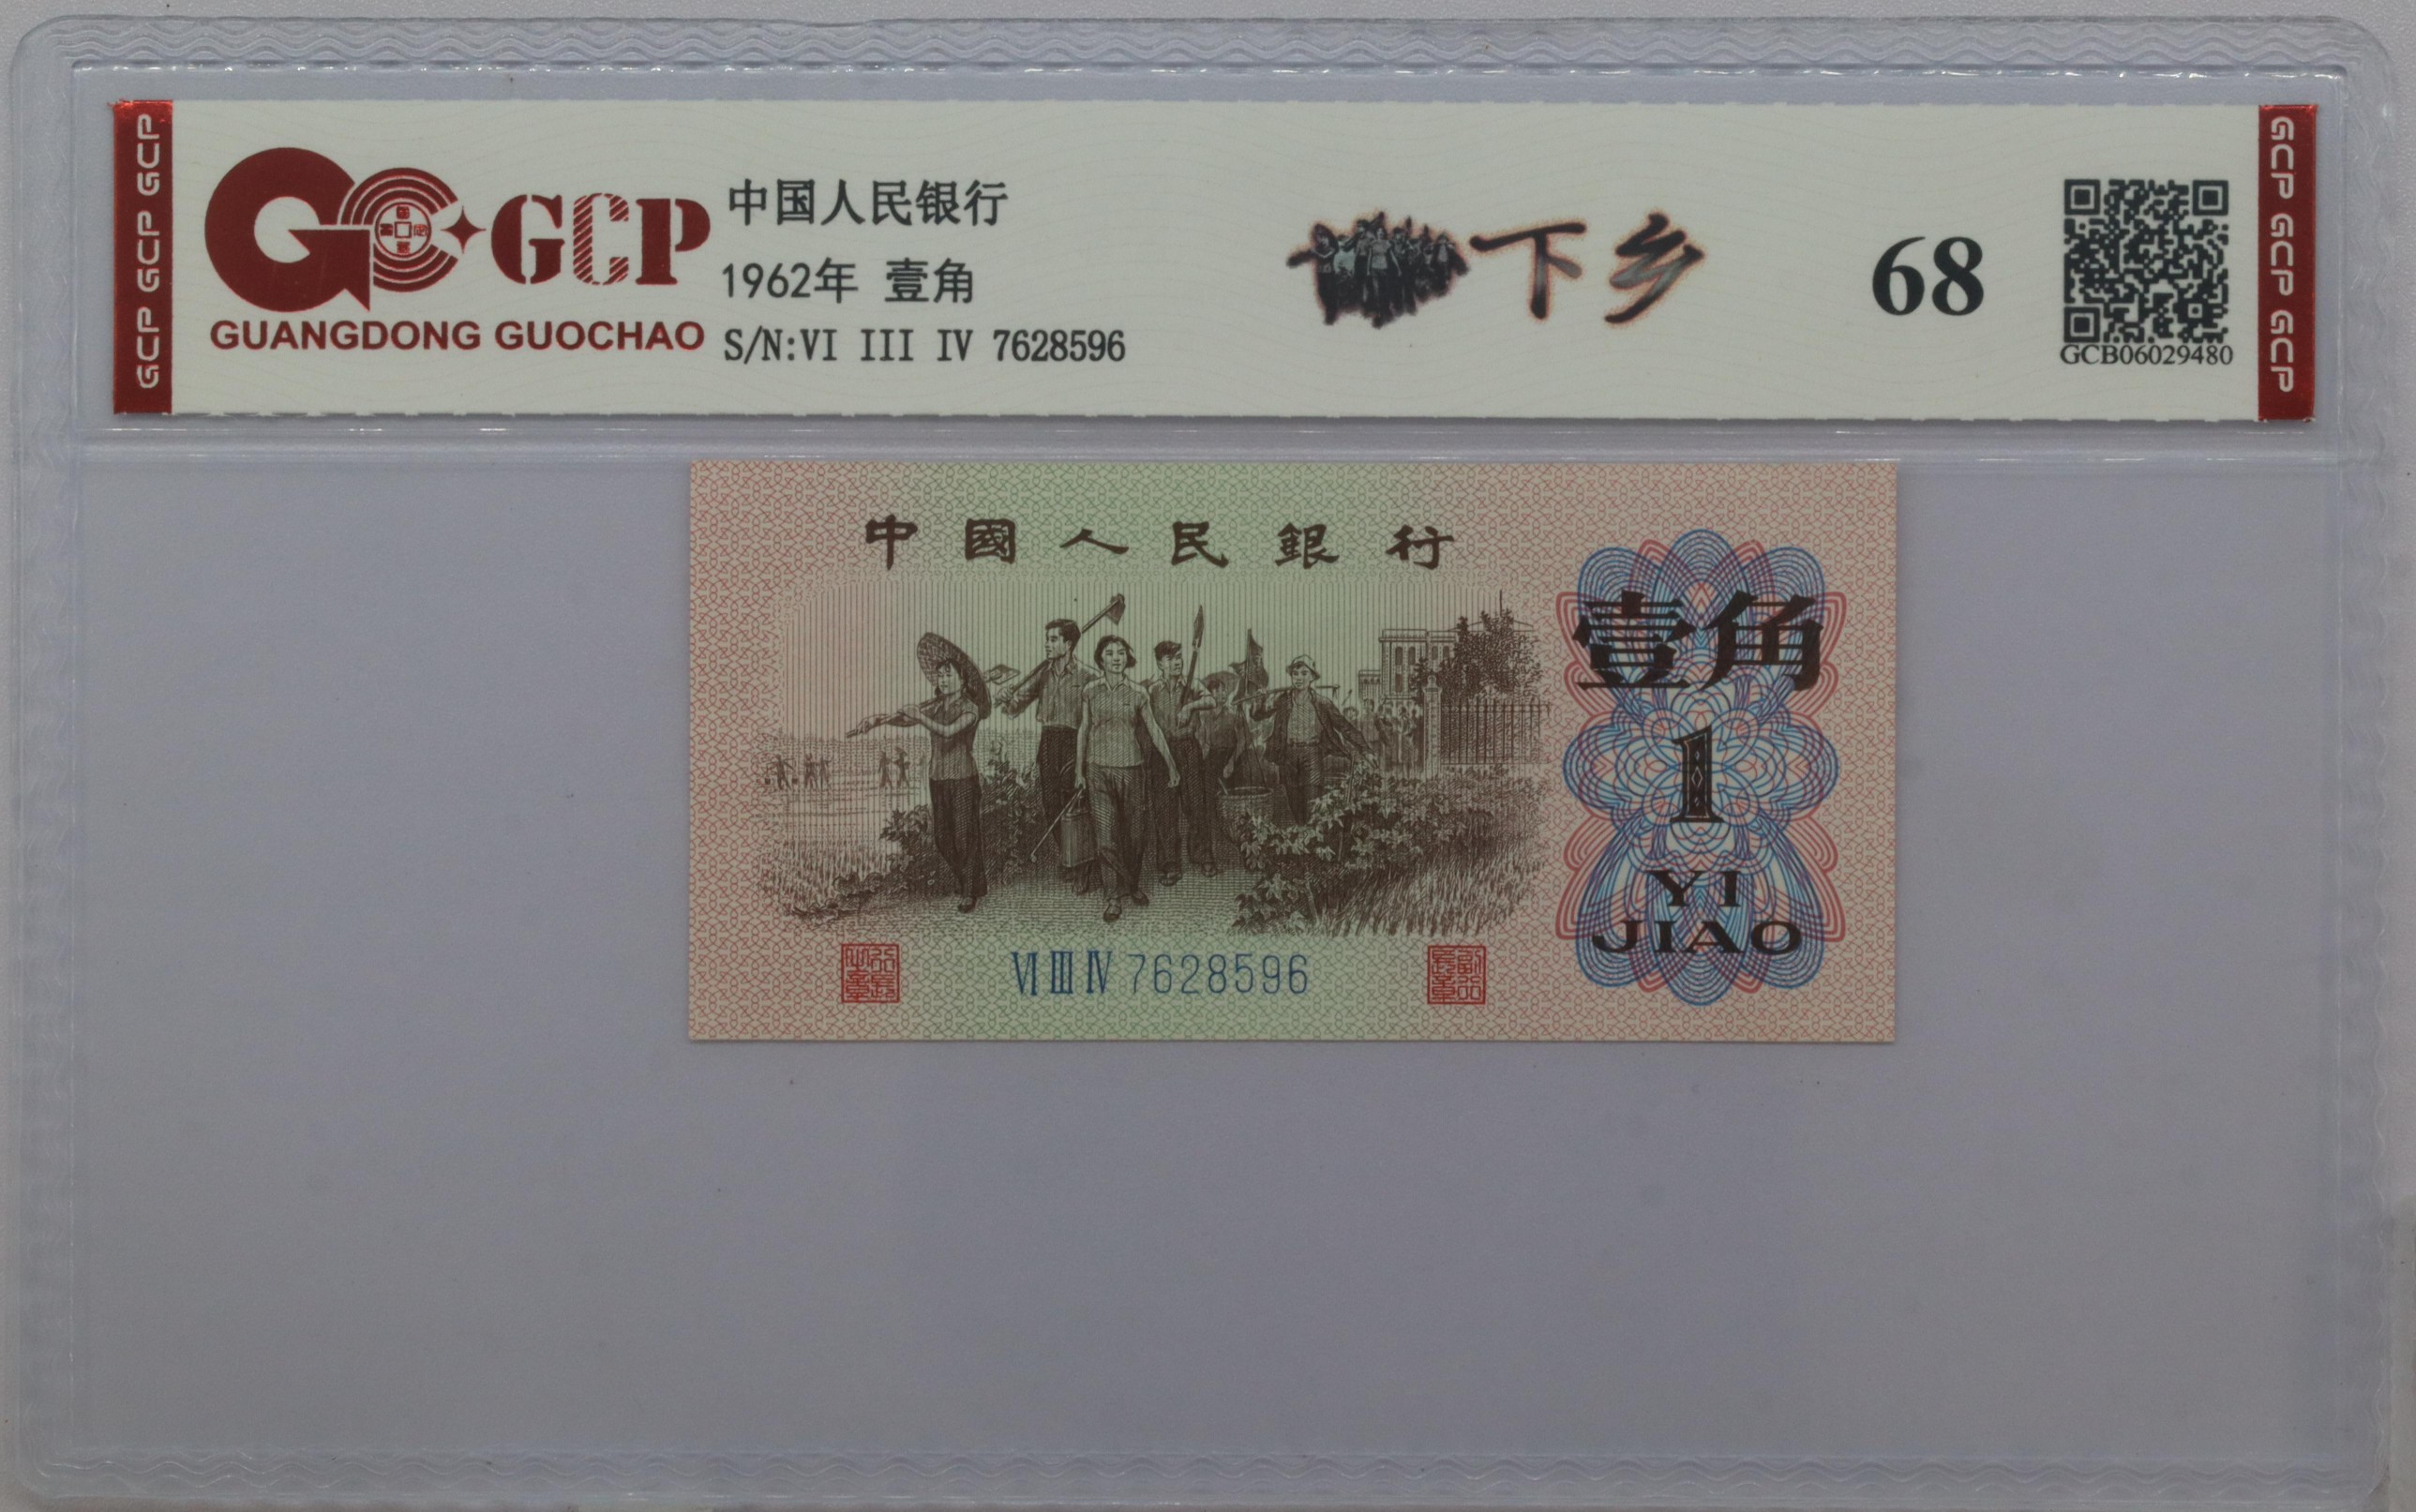 GCP GCP GCP
GCP
GUANGDONG GUOCHAO
中国人民银行
1962年 壹角
S/N:VI III IV 7628596
下乡
68
GCB06029480
GCP GCP GCP
中國人民銀行
壹角
1
YI
JIAO
VI III IV 7628596